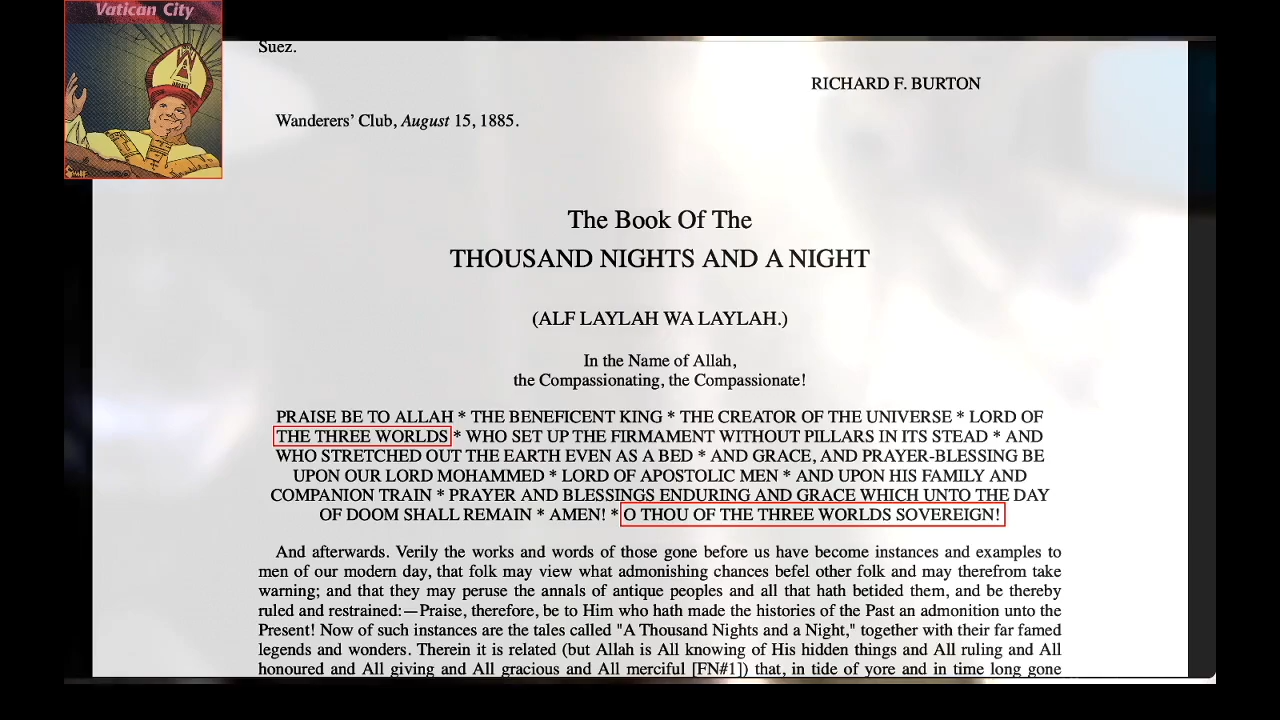 Vatican City
Suez.
RICHARD F. BURTON
Wanderers’ Club, August 15, 1885.
The Book Of The
THOUSAND NIGHTS AND A NIGHT
(ALF LAYLAH WA LAYLAH.)
In the Name of Allah,
the Compassionating, the Compassionate!
PRAISE BE TO ALLAH * THE BENEFICENT KING * THE CREATOR OF THE UNIVERSE * LORD OF
THE THREE WORLDS * WHO SET UP THE FIRMAMENT WITHOUT PILLARS IN ITS STEAD * AND
WHO STRETCHED OUT THE EARTH EVEN AS A BED * AND GRACE, AND PRAYER-BLESSING BE
UPON OUR LORD MOHAMMED * LORD OF APOSTOLIC MEN * AND UPON HIS FAMILY AND
COMPANION TRAIN * PRAYER AND BLESSINGS ENDURING AND GRACE WHICH UNTO THE DAY
OF DOOM SHALL REMAIN * AMEN! * O THOU OF THE THREE WORLDS SOVEREIGN!
And afterwards. Verily the works and words of those gone before us have become instances and examples to
men of our modern day, that folk may view what admonishing chances befel other folk and may therefrom take
warning; and that they may peruse the annals of antique peoples and all that hath betided them, and be thereby
ruled and restrained:—Praise, therefore, be to Him who hath made the histories of the Past an admonition unto the
Present! Now of such instances are the tales called "A Thousand Nights and a Night," together with their far famed
legends and wonders. Therein it is related (but Allah is All knowing of His hidden things and All ruling and All
honoured and All giving and All gracious and All merciful [FN#1]) that, in tide of yore and in time long gone